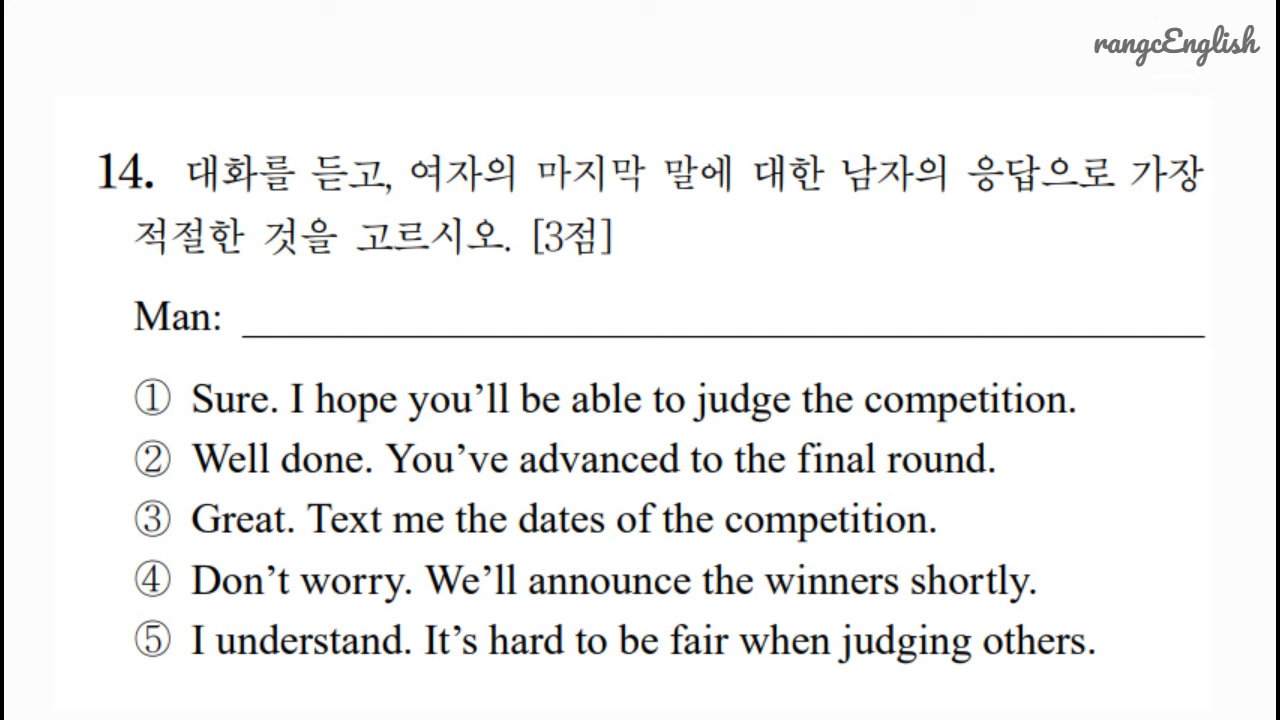 rangcEnglish
14. 대화를 듣고, 여자의 마지막 말에 대한 남자의 응답으로 가장
적절한 것을 고르시오. [3점]
Man:
① Sure. I hope you’ll be able to judge the competition.
② Well done. You’ve advanced to the final round.
③ Great. Text me the dates of the competition.
④ Don’t worry. We’ll announce the winners shortly.
⑤ I understand. It’s hard to be fair when judging others.